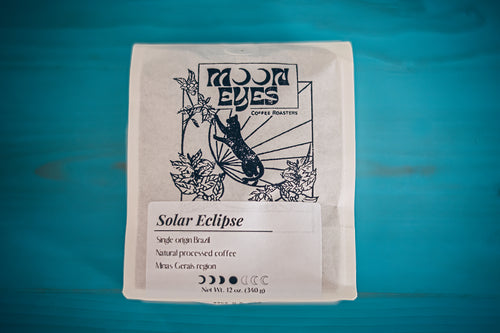 MOON
EYES
COFFEE ROASTERS
Solar Eclipse
Single origin Brazil
Natural processed coffee
Minas Gerais region
Net Wt. 12 oz. (340 g)